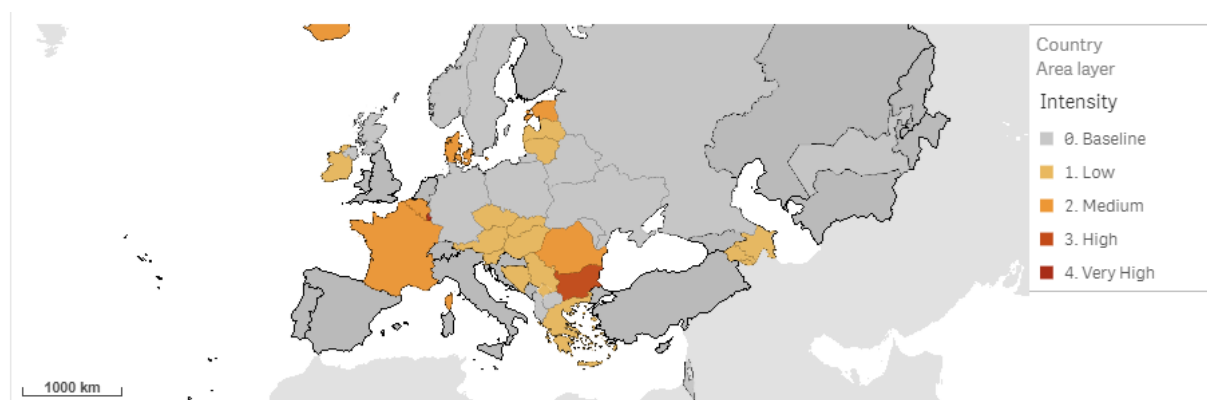 Country
Area layer
Intensity
0. Baseline
1. Low
2. Medium
3. High
4. Very High
1000 km